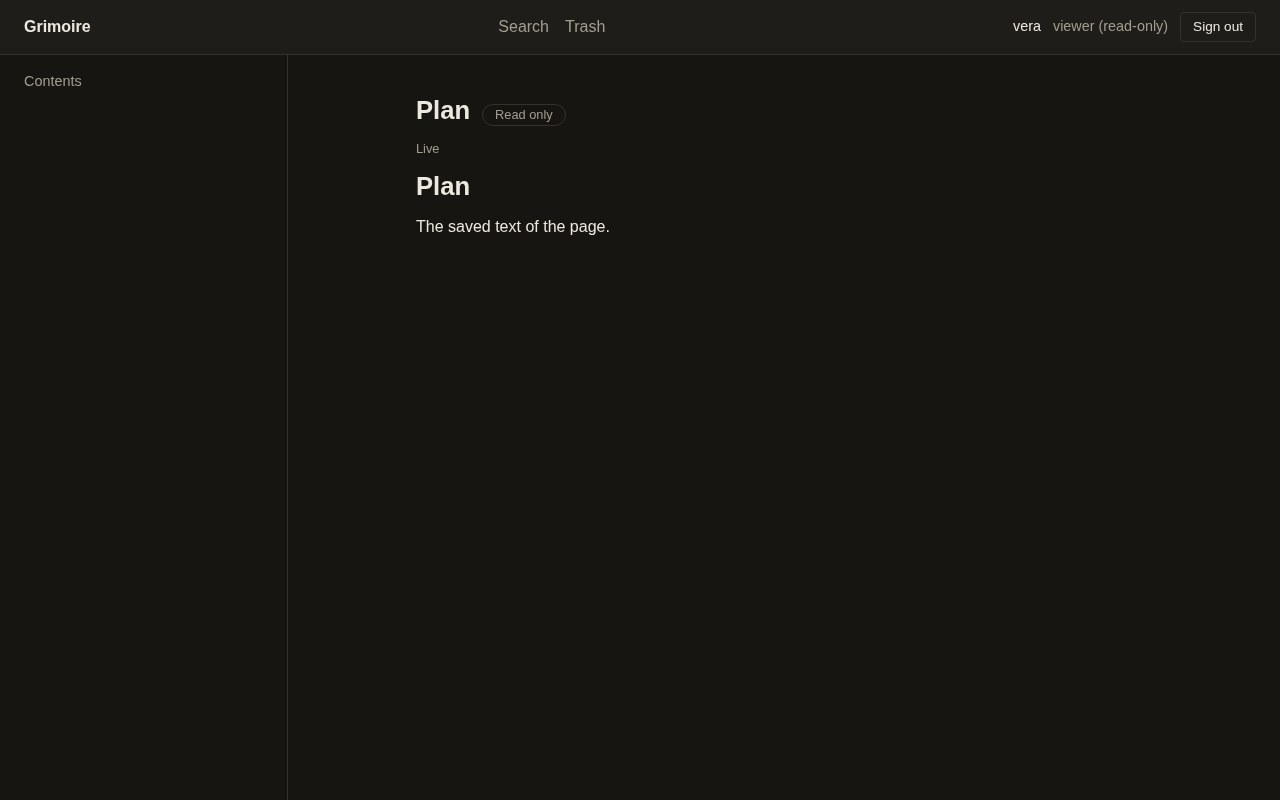 Grimoire
Search Trash
vera viewer (read-only) Sign out
Contents
Plan Read only
Live
Plan
The saved text of the page.